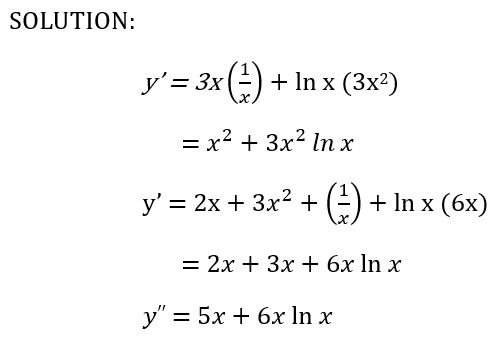 SOLUTION:
y’ = 3x(1/x) + ln x (3x²)
= x² + 3x² ln x
y’ = 2x + 3x² + (1/x) + ln x (6x)
= 2x + 3x + 6x ln x
y″ = 5x + 6x ln x